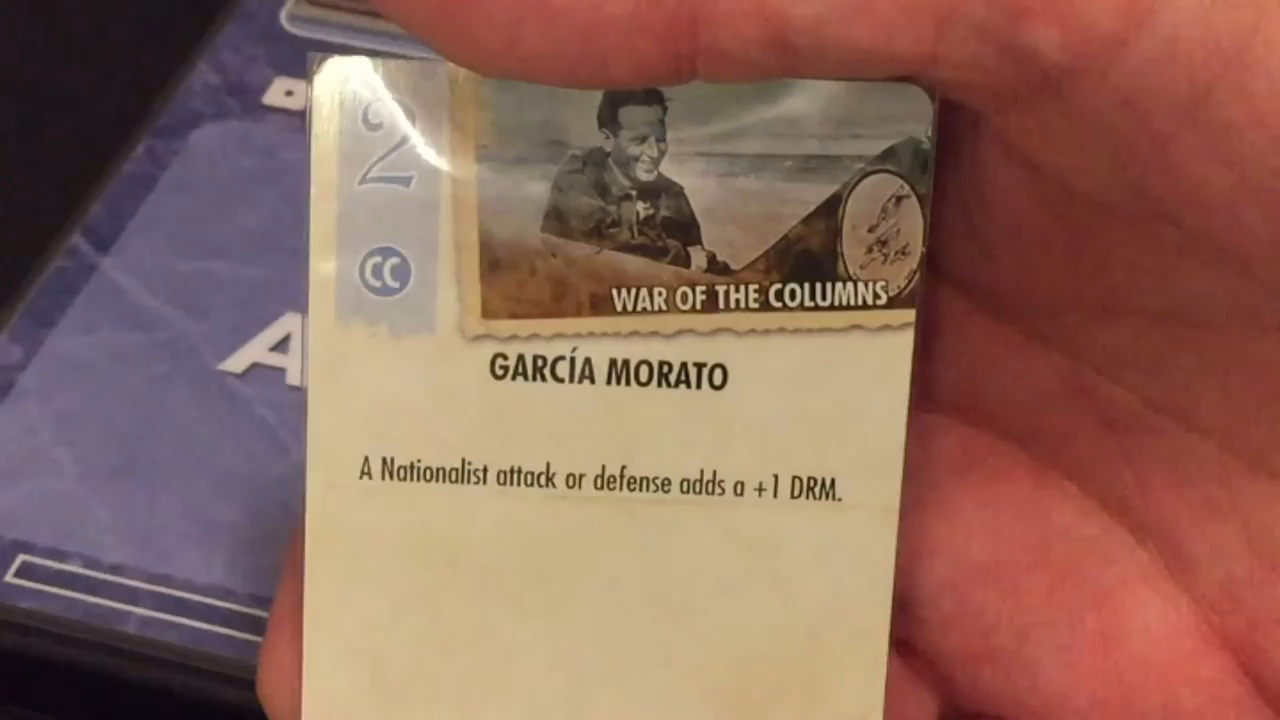 2
CC
WAR OF THE COLUMNS
GARCÍA MORATO
A Nationalist attack or defense adds a +1 DRM.
A